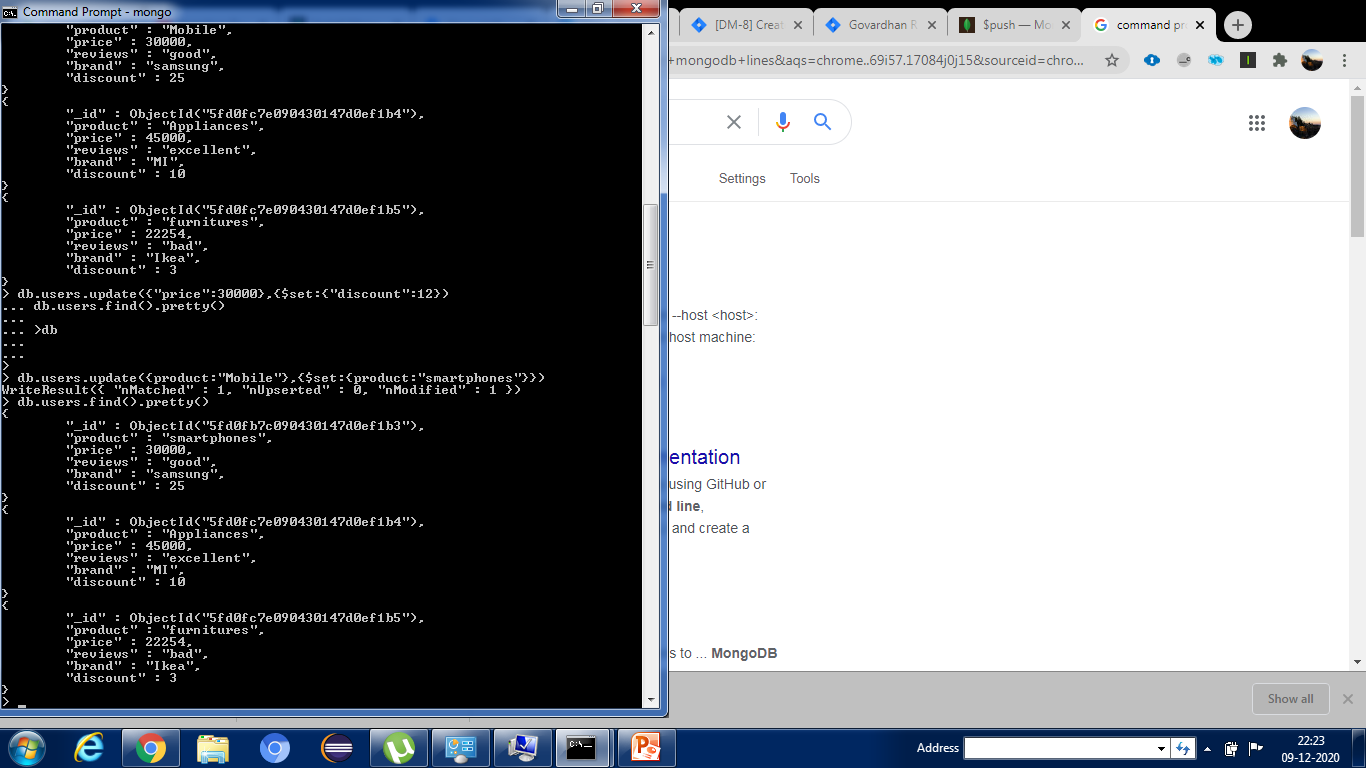 Command Prompt - mongo
"product" : "Mobile",
"price" : 30000,
"reviews" : "good",
"brand" : "samsung",
"discount" : 25
}
{
"_id" : ObjectId("5fd0fc7e090430147d0ef1b4"),
"product" : "Appliances",
"price" : 45000,
"reviews" : "excellent",
"brand" : "MI",
"discount" : 10
}
{
"_id" : ObjectId("5fd0fc7e090430147d0ef1b5"),
"product" : "furnitures",
"price" : 22254,
"reviews" : "bad",
"brand" : "Ikea",
"discount" : 3
}
> db.users.update({"price":30000},{$set:{"discount":12})
... db.users.find().pretty()
...
... >db
...
...
>
> db.users.update({product:"Mobile"},{$set:{product:"smartphones"}})
WriteResult({ "nMatched" : 1, "nUpserted" : 0, "nModified" : 1 })
> db.users.find().pretty()
{
"_id" : ObjectId("5fd0fb7c090430147d0ef1b3"),
"product" : "smartphones",
"price" : 30000,
"reviews" : "good",
"brand" : "samsung",
"discount" : 25
}
{
"_id" : ObjectId("5fd0fc7e090430147d0ef1b4"),
"product" : "Appliances",
"price" : 45000,
"reviews" : "excellent",
"brand" : "MI",
"discount" : 10
}
{
"_id" : ObjectId("5fd0fc7e090430147d0ef1b5"),
"product" : "furnitures",
"price" : 22254,
"reviews" : "bad",
"brand" : "Ikea",
"discount" : 3
}
> _
[DM-8] Creat
Govardhan R
$push — Mo
command pr
+mongodb+lines&aqs=chrome..69i57.17084j0j15&sourceid=chro...
Settings Tools
--host <host>:
host machine:
entation
using GitHub or
d line,
and create a
s to ... MongoDB
Show all
Address
22:23
09-12-2020